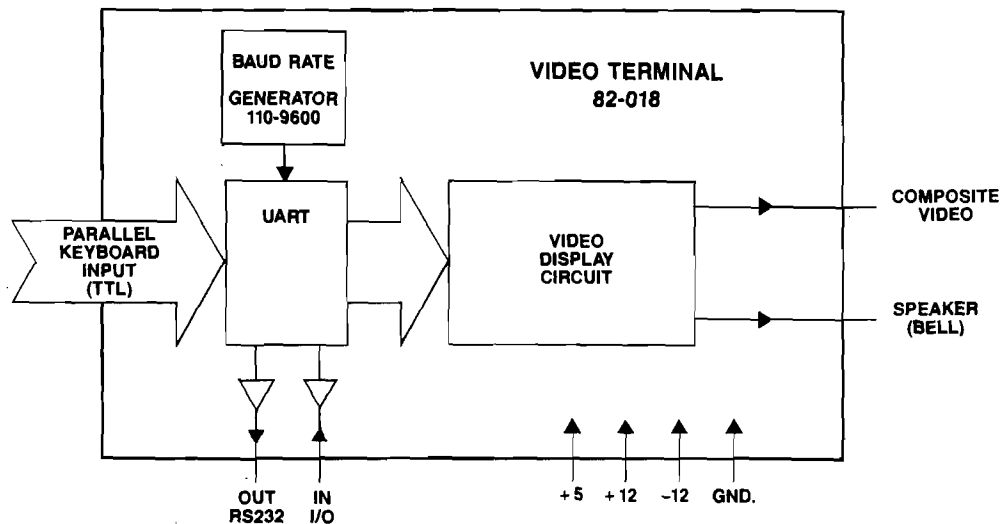 BAUD RATE
GENERATOR
110-9600
VIDEO TERMINAL
82-018
UART
PARALLEL
KEYBOARD
INPUT
(TTL)
VIDEO
DISPLAY
CIRCUIT
COMPOSITE
VIDEO
SPEAKER
(BELL)
OUT
RS232
IN
I/O
+5
+12
-12
GND.